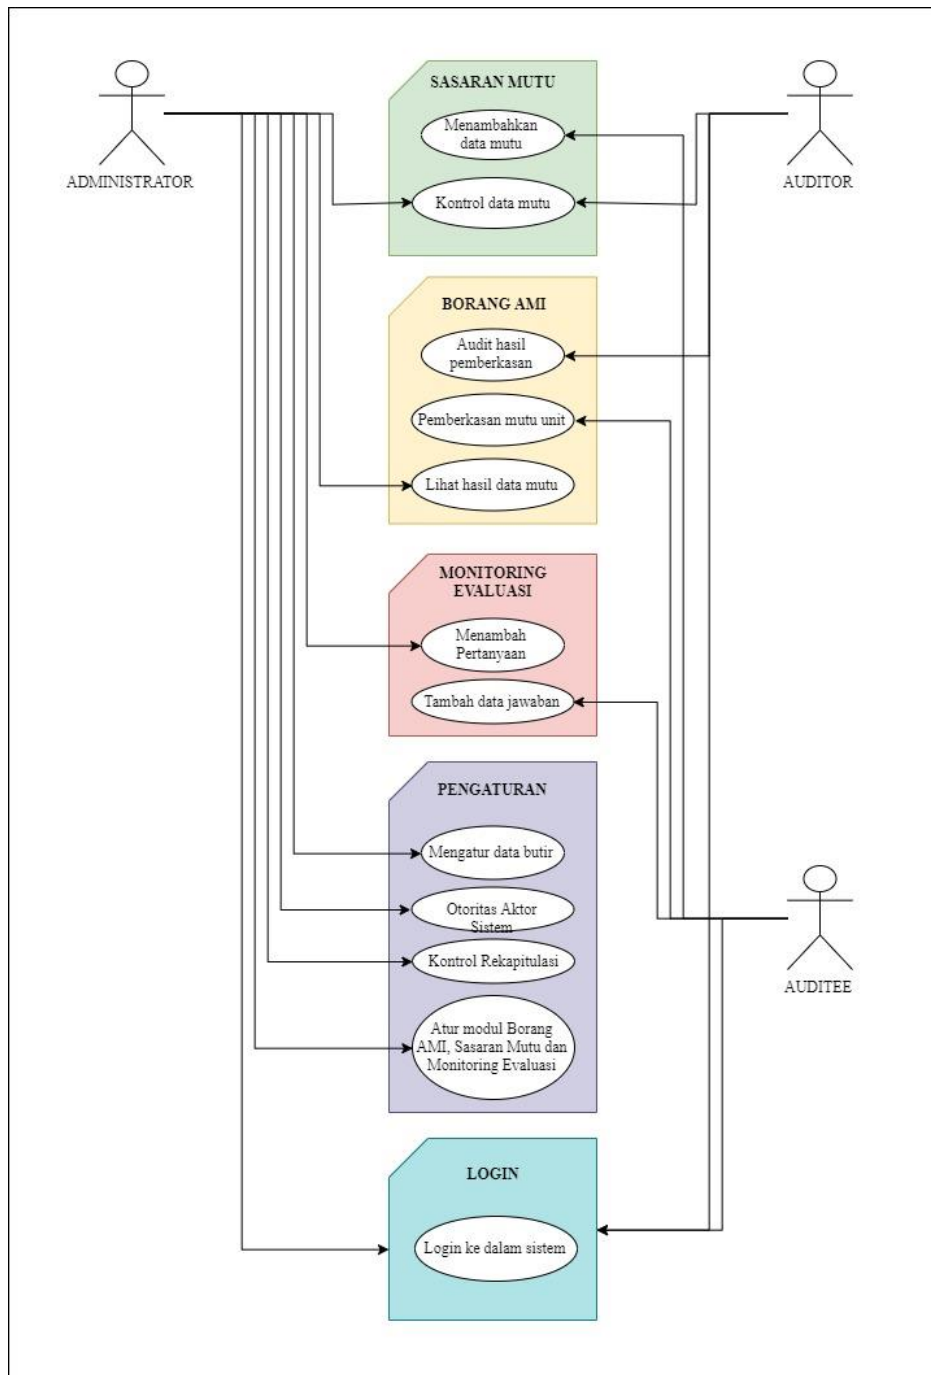 SASARAN MUTU
Menambahkan
data mutu
ADMINISTRATOR
AUDITOR
Kontrol data mutu
BORANG AMI
Audit hasil
pemberkasan
Pemberkasan mutu unit
Lihat hasil data mutu
MONITORING
EVALUASI
Menambah
Pertanyaan
Tambah data jawaban
PENGATURAN
Mengatur data butir
Otoritas Aktor
Sistem
Kontrol Rekapitulasi
AUDITEE
Atur modul Borang
AMI, Sasaran Mutu dan
Monitoring Evaluasi
LOGIN
Login ke dalam sistem